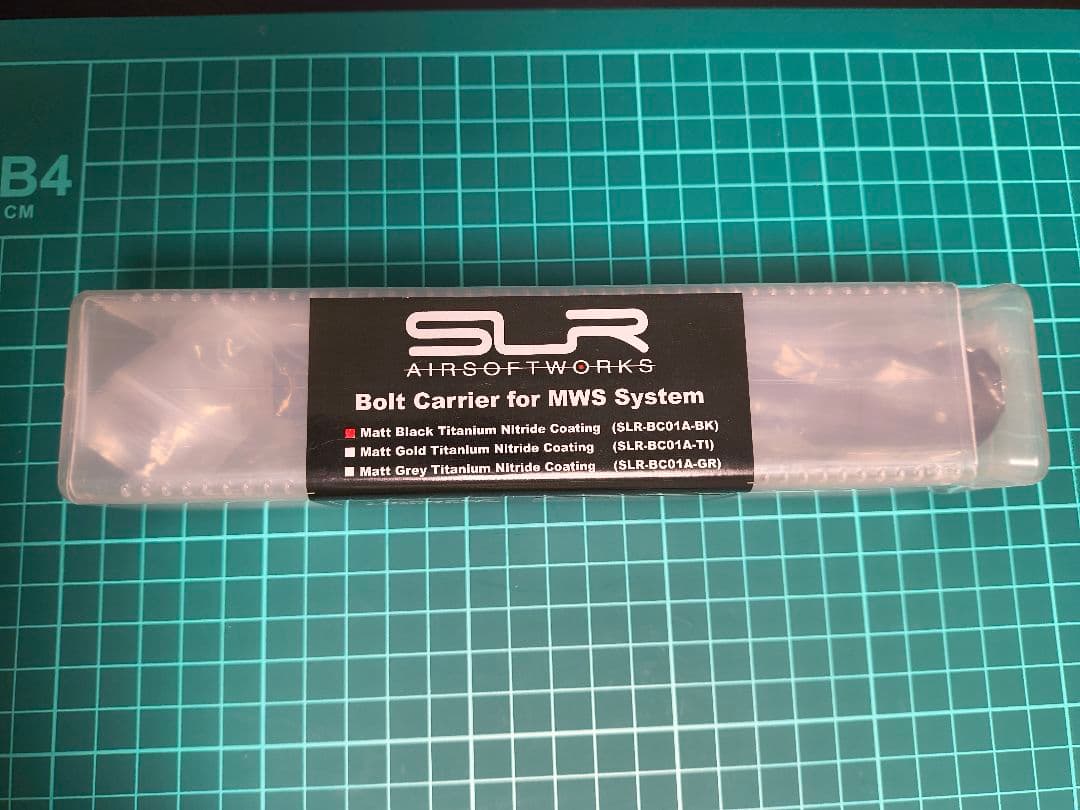 B4
CM
SLR
AIRSOFTWORKS
Bolt Carrier for MWS System
Matt Black Titanium Nitride Coating (SLR-BC01A-BK)
Matt Gold Titanium Nitride Coating (SLR-BC01A-TI)
Matt Grey Titanium Nitride Coating (SLR-BC01A-GR)